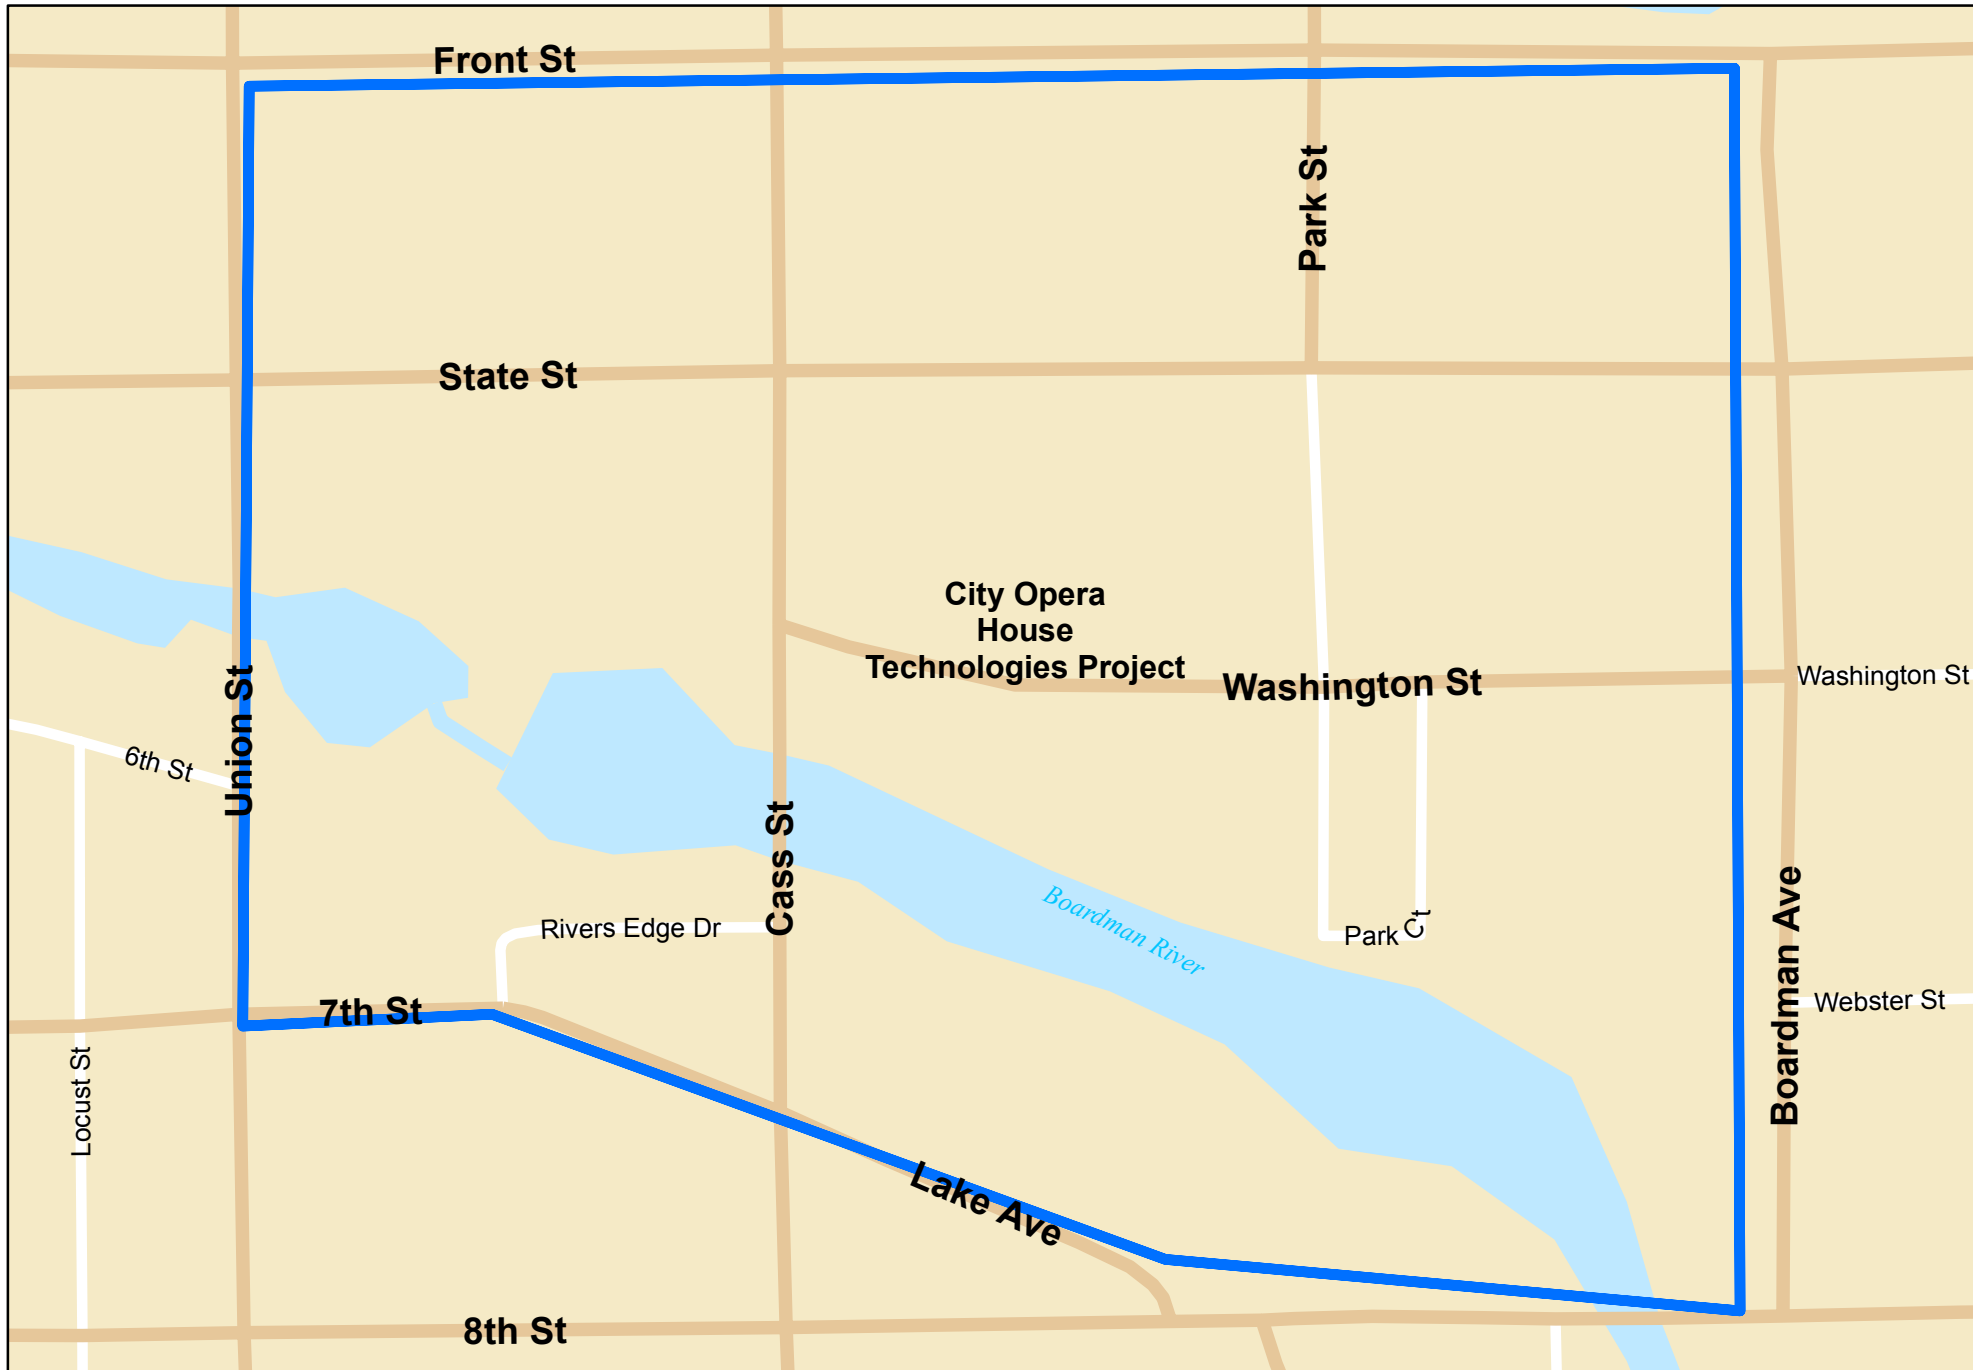 Front St
Park St
State St
City Opera
House
Technologies Project
Washington St
Washington St
Union St
6th St
Cass St
Boardman River
Rivers Edge Dr
Park Ct
Boardman Ave
7th St
Webster St
Locust St
Lake Ave
8th St